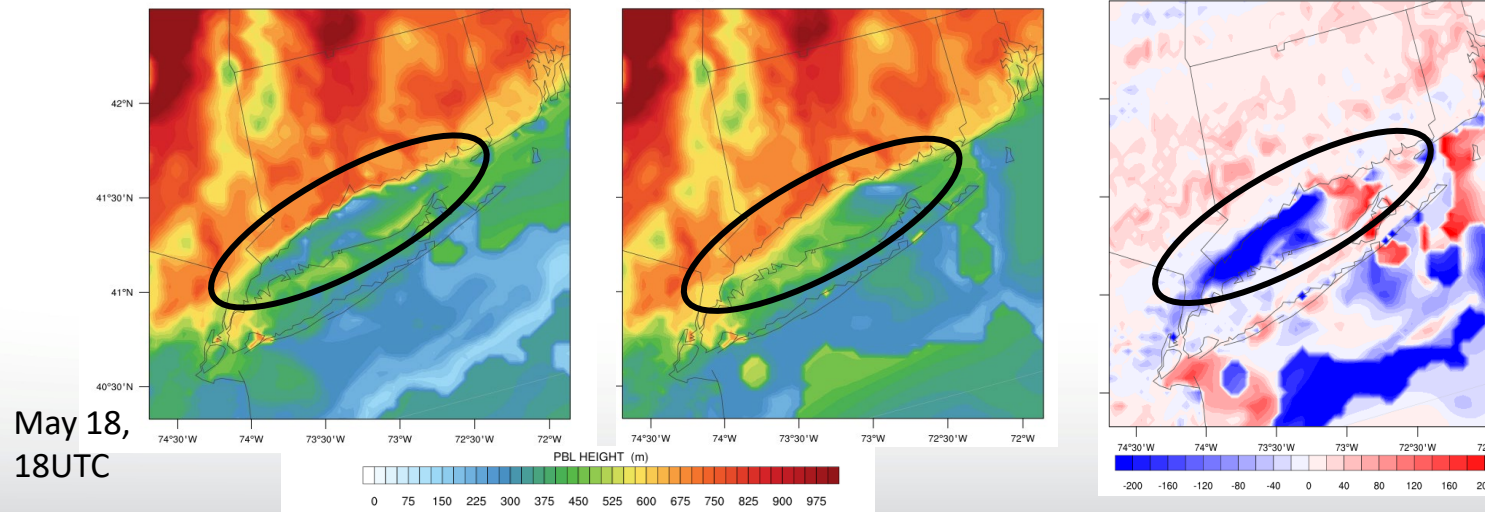 42°N
41°30'N
41°N
40°30'N
74°30'W 74°W 73°30'W 73°W 72°30'W 72°W
74°30'W 74°W 73°30'W 73°W 72°30'W 72°W
74°30'W 74°W 73°30'W 73°W 72°30'W 72
May 18,
18UTC
PBL HEIGHT (m)
0 75 150 225 300 375 450 525 600 675 750 825 900 975
-200 -160 -120 -80 -40 0 40 80 120 160 20